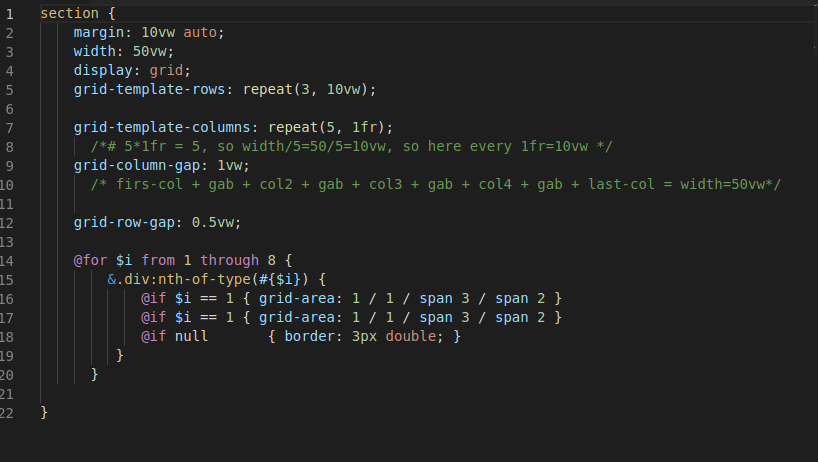 1 section {
2 margin: 10vw auto;
3 width: 50vw;
4 display: grid;
5 grid-template-rows: repeat(3, 10vw);
6
7 grid-template-columns: repeat(5, 1fr);
8 /*# 5*1fr = 5, so width/5=50/5=10vw, so here every 1fr=10vw */
9 grid-column-gap: 1vw;
10 /* firs-col + gab + col2 + gab + col3 + gab + col4 + gab + last-col = width=50vw*/
11
12 grid-row-gap: 0.5vw;
13
14 @for $i from 1 through 8 {
15 &.div:nth-of-type(#{$i}) {
16 @if $i == 1 { grid-area: 1 / 1 / span 3 / span 2 }
17 @if $i == 1 { grid-area: 1 / 1 / span 3 / span 2 }
18 @if null { border: 3px double; }
19 }
20 }
21
22 }